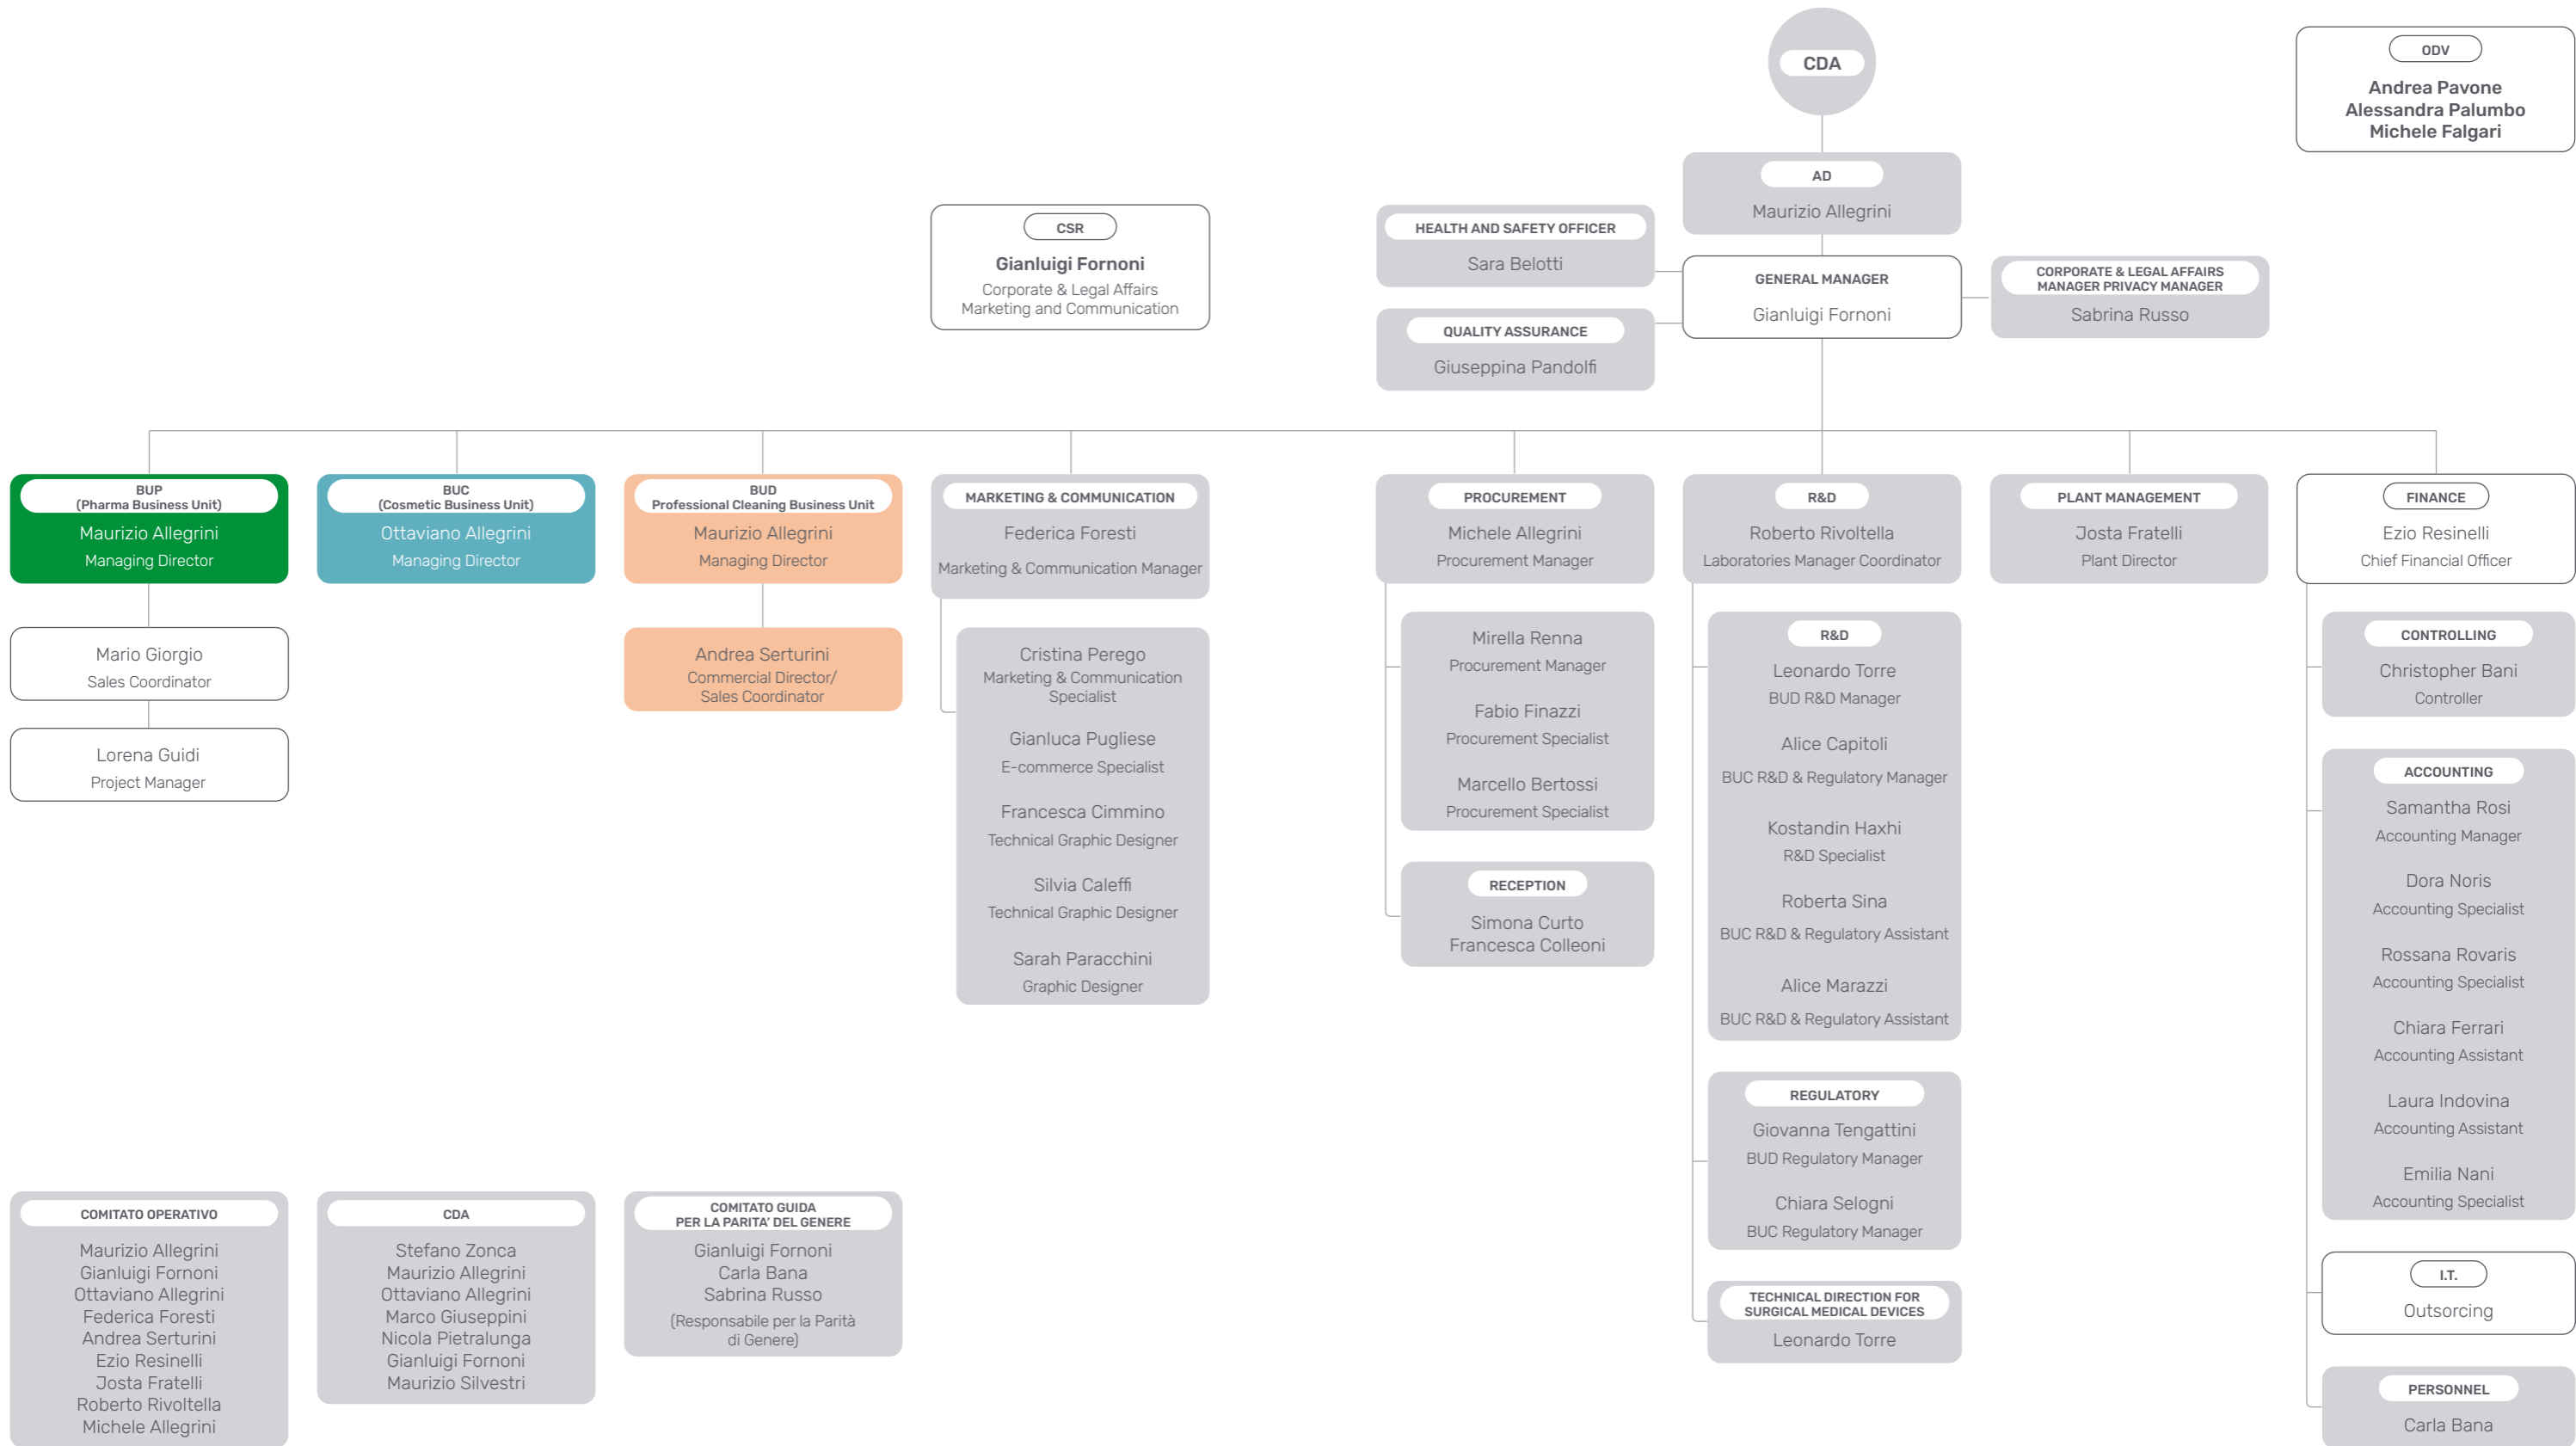 CDA
ODV
Andrea Pavone
Alessandra Palumbo
Michele Falgari
AD
Maurizio Allegrini
CSR
Gianluigi Fornoni
Corporate & Legal Affairs
Marketing and Communication
HEALTH AND SAFETY OFFICER
Sara Belotti
GENERAL MANAGER
Gianluigi Fornoni
CORPORATE & LEGAL AFFAIRS
MANAGER PRIVACY MANAGER
Sabrina Russo
QUALITY ASSURANCE
Giuseppina Pandolfi
BUP
(Pharma Business Unit)
Maurizio Allegrini
Managing Director
Mario Giorgio
Sales Coordinator
Lorena Guidi
Project Manager
BUC
(Cosmetic Business Unit)
Ottaviano Allegrini
Managing Director
BUD
Professional Cleaning Business Unit
Maurizio Allegrini
Managing Director
Andrea Serturini
Commercial Director/
Sales Coordinator
MARKETING & COMMUNICATION
Federica Foresti
Marketing & Communication Manager
Cristina Perego
Marketing & Communication
Specialist
Gianluca Pugliese
E-commerce Specialist
Francesca Cimmino
Technical Graphic Designer
Silvia Caleffi
Technical Graphic Designer
Sarah Paracchini
Graphic Designer
PROCUREMENT
Michele Allegrini
Procurement Manager
Mirella Renna
Procurement Manager
Fabio Finazzi
Procurement Specialist
Marcello Bertossi
Procurement Specialist
RECEPTION
Simona Curto
Francesca Colleoni
R&D
Roberto Rivoltella
Laboratories Manager Coordinator
R&D
Leonardo Torre
BUD R&D Manager
Alice Capitoli
BUC R&D & Regulatory Manager
Kostandin Haxhi
R&D Specialist
Roberta Sina
BUC R&D & Regulatory Assistant
Alice Marazzi
BUC R&D & Regulatory Assistant
REGULATORY
Giovanna Tengattini
BUD Regulatory Manager
Chiara Selogni
BUC Regulatory Manager
TECHNICAL DIRECTION FOR
SURGICAL MEDICAL DEVICES
Leonardo Torre
PLANT MANAGEMENT
Josta Fratelli
Plant Director
FINANCE
Ezio Resinelli
Chief Financial Officer
CONTROLLING
Christopher Bani
Controller
ACCOUNTING
Samantha Rosi
Accounting Manager
Dora Noris
Accounting Specialist
Rossana Rovaris
Accounting Specialist
Chiara Ferrari
Accounting Assistant
Laura Indovina
Accounting Assistant
Emilia Nani
Accounting Specialist
I.T.
Outsorcing
PERSONNEL
Carla Bana
COMITATO OPERATIVO
Maurizio Allegrini
Gianluigi Fornoni
Ottaviano Allegrini
Federica Foresti
Andrea Serturini
Ezio Resinelli
Josta Fratelli
Roberto Rivoltella
Michele Allegrini
CDA
Stefano Zonca
Maurizio Allegrini
Ottaviano Allegrini
Marco Giuseppini
Nicola Pietralunga
Gianluigi Fornoni
Maurizio Silvestri
COMITATO GUIDA
PER LA PARITA' DEL GENERE
Gianluigi Fornoni
Carla Bana
Sabrina Russo
(Responsabile per la Parità
di Genere)